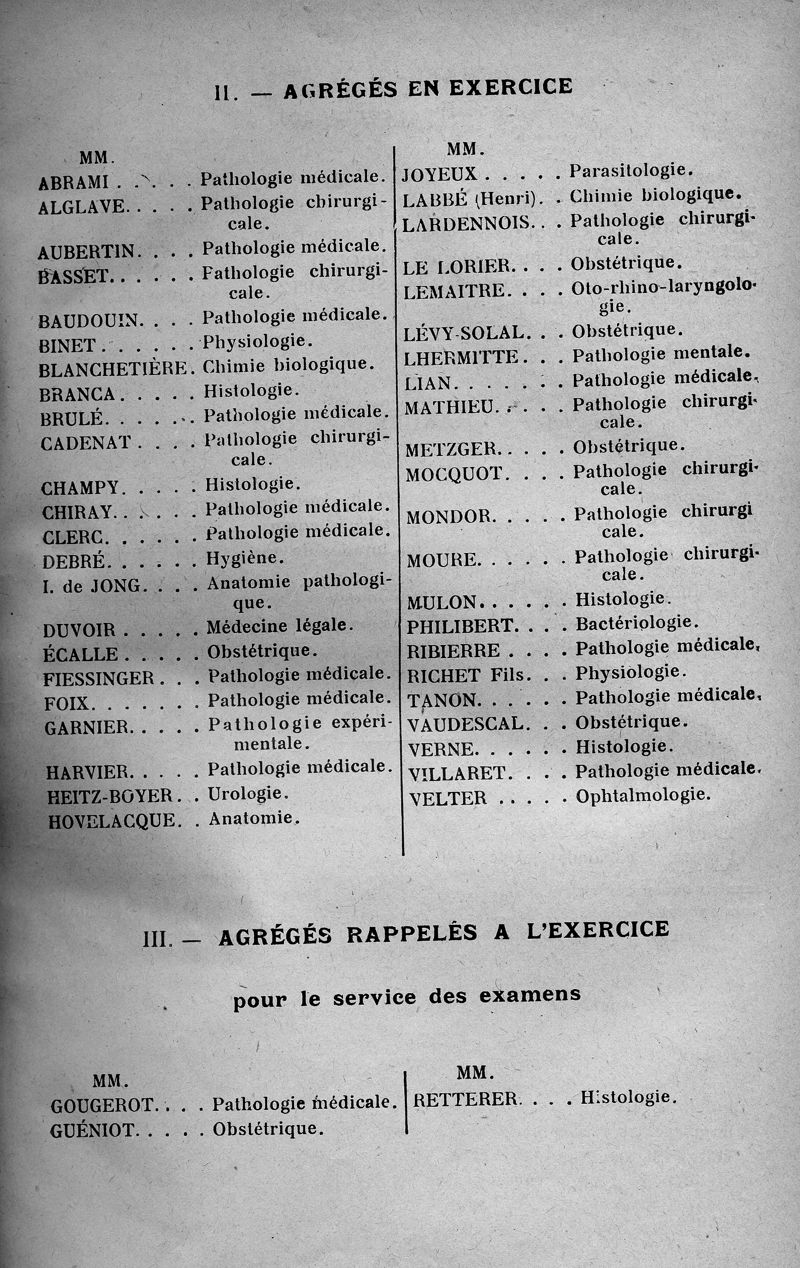 II. — AGRÉGÉS EN EXERCICE
MM.
ABRAMI . . . . . Pathologie médicale.
ALGLAVE. . . . . Pathologie chirurgi-
cale.
AUBERTIN. . . . Pathologie médicale.
BASSET. . . . . . Pathologie chirurgi-
cale.
BAUDOUIN. . . . Pathologie médicale.
BINET . . . . . . Physiologie.
BLANCHETIÈRE. Chimie biologique.
BRANCA . . . . . Histologie.
BRULÉ. . . . . . . Pathologie médicale.
CADENAT . . . . Pathologie chirurgi-
cale.
CHAMPY. . . . . Histologie.
CHIRAY. . . . . . Pathologie médicale.
CLERC. . . . . . Pathologie médicale.
DEBRÉ. . . . . . Hygiène.
I. de JONG. . . . Anatomie pathologi-
que.
DUVOIR . . . . . Médecine légale.
ÉCALLE . . . . . Obstétrique.
FIESSINGER . . . Pathologie médicale.
FOIX. . . . . . . Pathologie médicale.
GARNIER. . . . . Pathologie expéri-
mentale.
HARVIER. . . . . Pathologie médicale.
HEITZ-BOYER. . Urologie.
HOVELACQUE. . Anatomie.
MM.
JOYEUX . . . . . Parasitologie.
LABBÉ (Henri). . Chimie biologique.
LARDENNOIS. . . Pathologie chirurgi-
cale.
LE LORIER. . . . Obstétrique.
LEMAITRE. . . . Oto-rhino-laryngolo-
gie.
LÉVY-SOLAL. . . Obstétrique.
LHERMITTE. . . Pathologie mentale.
LIAN. . . . . . . Pathologie médicale.
MATHIEU. . . . . Pathologie chirurgi-
cale.
METZGER. . . . . Obstétrique.
MOCQUOT. . . . Pathologie chirurgi-
cale.
MONDOR. . . . . Pathologie chirurgi
cale.
MOURE. . . . . . Pathologie chirurgi-
cale.
MULON. . . . . . Histologie.
PHILIBERT. . . . Bactériologie.
RIBIERRE . . . . Pathologie médicale.
RICHET Fils. . . Physiologie.
TANON. . . . . . Pathologie médicale.
VAUDESCAL. . . Obstétrique.
VERNE. . . . . . Histologie.
VILLARET. . . . Pathologie médicale.
VELTER . . . . . Ophtalmologie.
III. — AGRÉGÉS RAPPELÉS A L'EXERCICE
pour le service des examens
MM.
GOUGEROT. . . . Pathologie médicale.
GUÉNIOT. . . . . Obstétrique.
MM.
RETTERER. . . . Histologie.